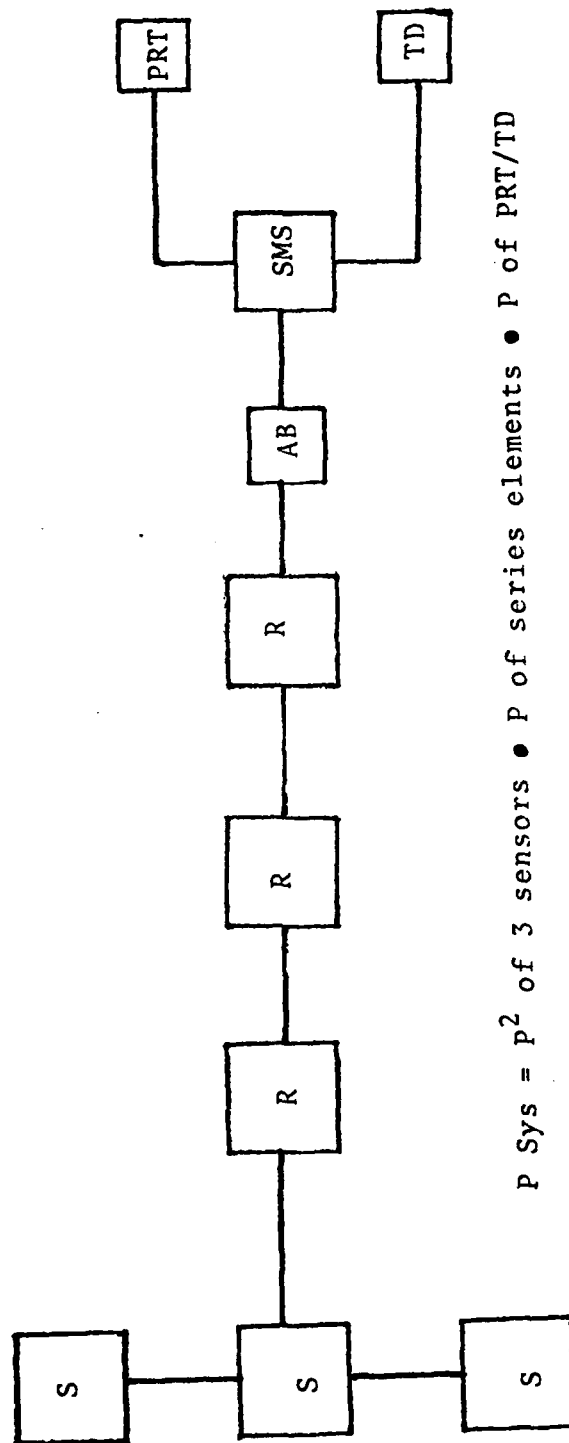 S
S
S
R
R
R
AB
SMS
PRT
TD
P Sys = P² of 3 sensors • P of series elements • P of PRT/TD